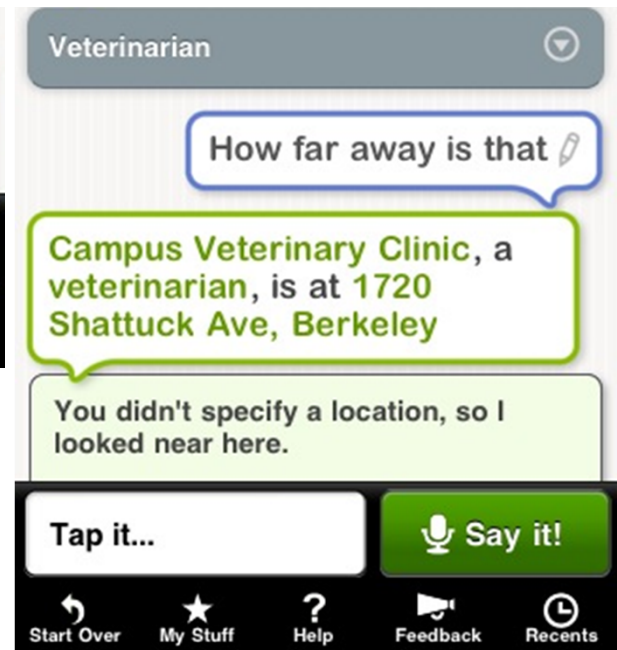 Veterinarian
How far away is that
Campus Veterinary Clinic, a
veterinarian, is at 1720
Shattuck Ave, Berkeley
You didn't specify a location, so I
looked near here.
Tap it...
Say it!
Start Over
My Stuff
Help
Feedback
Recents